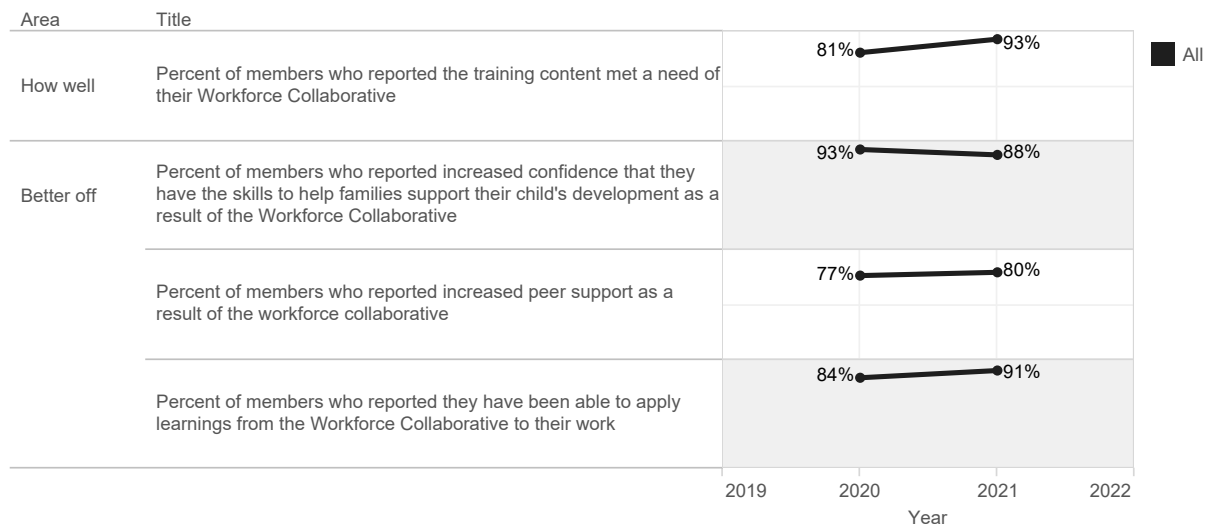 Area Title
81% 93%
All
How well
Percent of members who reported the training content met a need of
their Workforce Collaborative
93% 88%
Better off
Percent of members who reported increased confidence that they
have the skills to help families support their child's development as a
result of the Workforce Collaborative
77% 80%
Percent of members who reported increased peer support as a
result of the workforce collaborative
84% 91%
Percent of members who reported they have been able to apply
learnings from the Workforce Collaborative to their work
2019 2020 2021 2022
Year